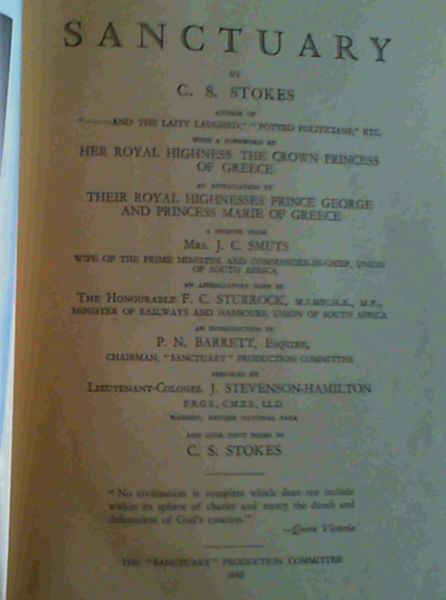 SANCTUARY
BY
C. S. STOKES
AUTHOR OF
"--------AND THE LAITY LAUGHED," "POTTED POLITICIANS," ETC.
WITH A FOREWORD BY
HER ROYAL HIGHNESS THE CROWN PRINCESS
OF GREECE
AN APPRECIATION BY
THEIR ROYAL HIGHNESSES PRINCE GEORGE
AND PRINCESS MARIE OF GREECE
A TRIBUTE FROM
MRS. J. C. SMUTS
WIFE OF THE PRIME MINISTER AND COMMANDER-IN-CHIEF, UNION
OF SOUTH AFRICA
AN APPRECIATORY NOTE BY
THE HONOURABLE F. C. STURROCK, M.I.MECH.E., M.P.,
MINISTER OF RAILWAYS AND HARBOURS, UNION OF SOUTH AFRICA
AN INTRODUCTION BY
P. N. BARRETT, ESQUIRE,
CHAIRMAN, "SANCTUARY" PRODUCTION COMMITTEE
PREFACED BY
LIEUTENANT-COLONEL J. STEVENSON-HAMILTON
F.R.G.S., C.M.Z.S., LL.D.
WARDEN, KRUGER NATIONAL PARK
AND OVER FIFTY POEMS BY
C. S. STOKES
"No civilisation is complete which does not include
within its sphere of charity and mercy the dumb and
defenceless of God's creation."
—Queen Victoria
THE "SANCTUARY" PRODUCTION COMMITTEE